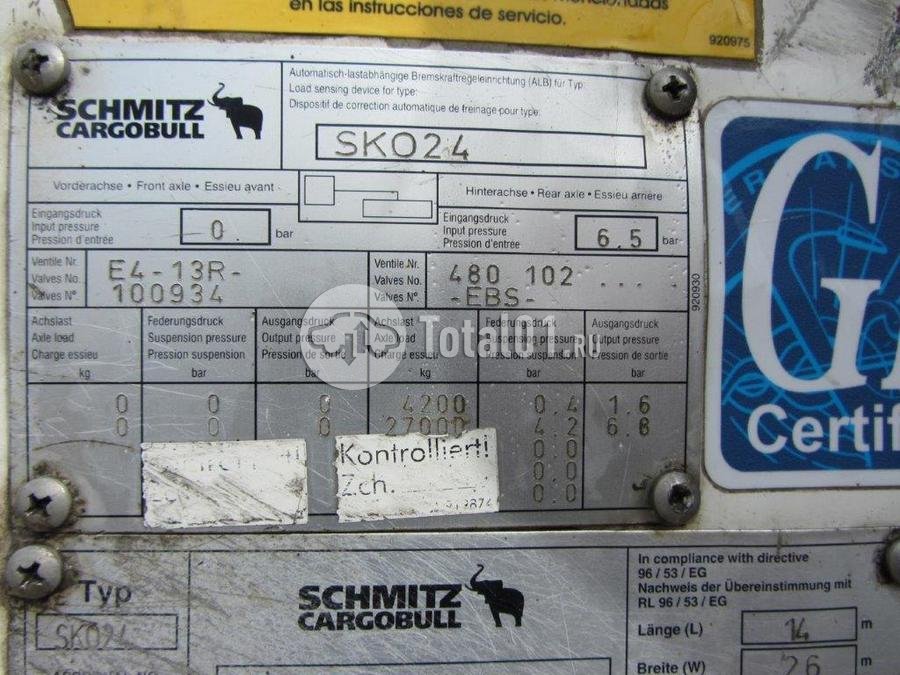 en las instrucciones de servicio.
920975
SCHMITZ
CARGOBULL
Automatisch-lastabhängige Bremskraftregeleinrichtung (ALB) für Typ:
Load sensing device for type:
Dispositif de correction automatique de freinage pour type:
SKO24
Vorderachse • Front axle • Essieu avant
Hinterachse • Rear axle • Essieu arrière
Eingangsdruck
Input pressure
Pression d'entrée
0 bar
Eingangsdruck
Input pressure
Pression d'entrée
6.5 bar
Ventile Nr.
Valves No.
Valves N°.
E4-13R-
100934
Ventile Nr.
Valves No.
Valves N°.
480 102 ...
-EBS-
920930
Achslast
Axle load
Charge essieu
kg
Federungsdruck
Suspension pressure
Pression suspension
bar
Ausgangsdruck
Output pressure
Pression de sortie
bar
Achslast
Axle load
Charge essieu
kg
Federungsdruck
Suspension pressure
Pression suspension
bar
Ausgangsdruck
Output pressure
Pression de sortie
bar
0 0 0 4200 0.4 1.6
0 0 0 27000 4.2 6.6
0.0
0.0
0.0
Kontrolliert!
Zch.
Total01.RU
Certif
Typ
SKO24
SCHMITZ
CARGOBULL
In compliance with directive
96 / 53 / EG
Nachweis der Übereinstimmung mit
RL 96 / 53 / EG
Länge (L) 14 m
Breite (W) 2.6 m